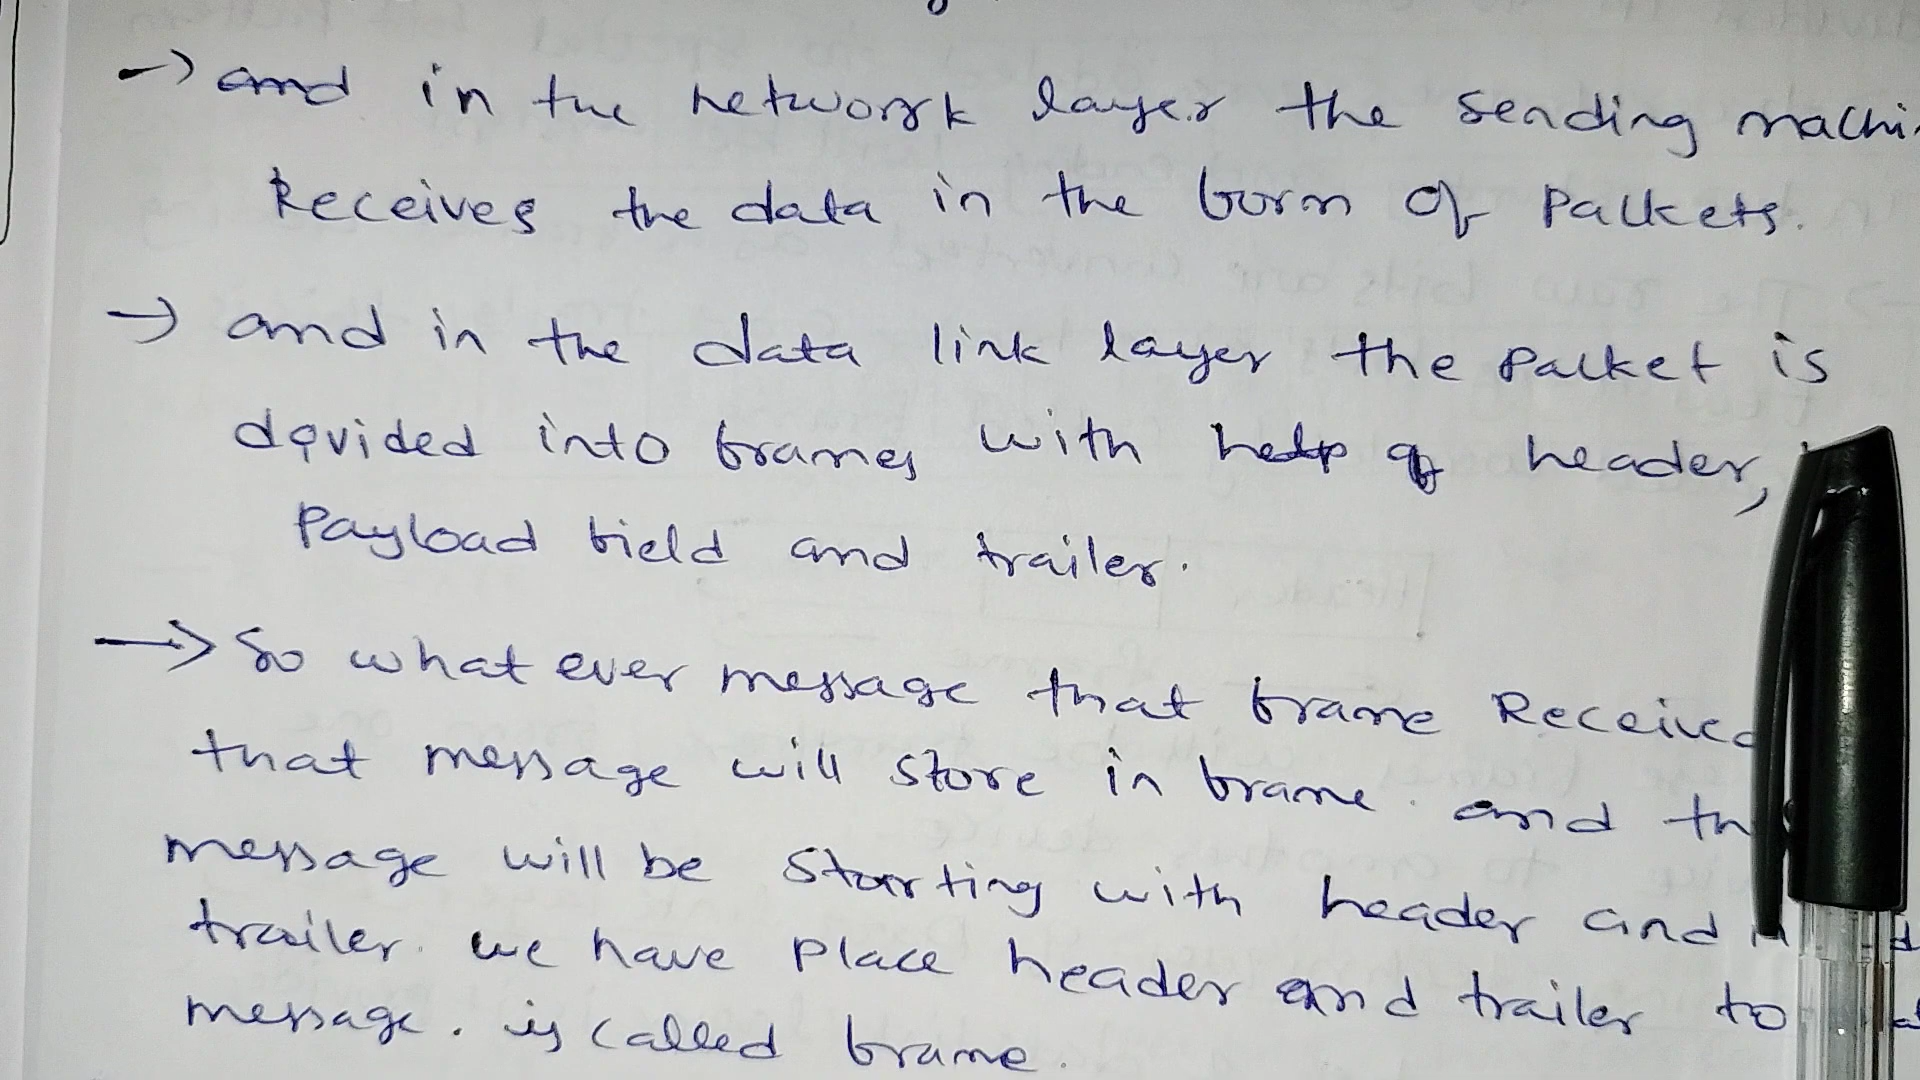 → and in the network layer the sending machi
Receives the data in the form of Packets.
→ and in the data link layer the Packet is
devided into frames with help of header,
Payload field and trailer.
→ So what ever message that frame Receive
that message will store in frame. and th
message will be starting with header and
trailer. we have place header and trailer to
message. is called frame.